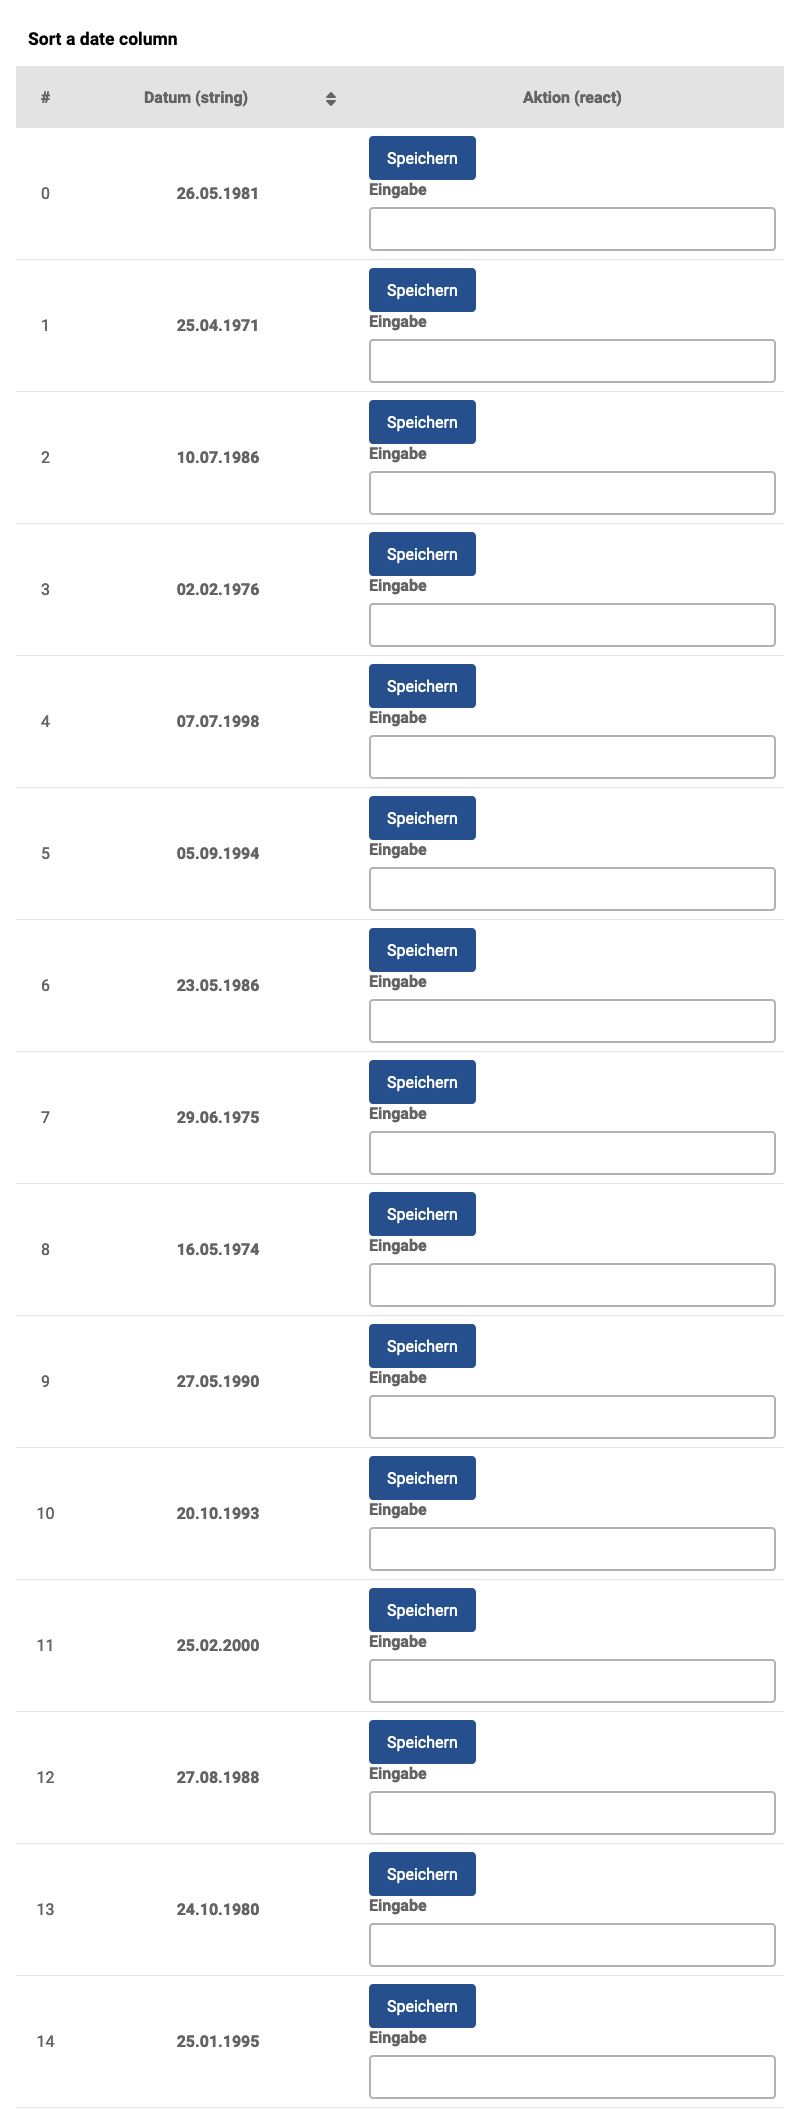 Sort a date column
# Datum (string) Aktion (react)
Speichern
0 26.05.1981 Eingabe
Speichern
1 25.04.1971 Eingabe
Speichern
2 10.07.1986 Eingabe
Speichern
3 02.02.1976 Eingabe
Speichern
4 07.07.1998 Eingabe
Speichern
5 05.09.1994 Eingabe
Speichern
6 23.05.1986 Eingabe
Speichern
7 29.06.1975 Eingabe
Speichern
8 16.05.1974 Eingabe
Speichern
9 27.05.1990 Eingabe
Speichern
10 20.10.1993 Eingabe
Speichern
11 25.02.2000 Eingabe
Speichern
12 27.08.1988 Eingabe
Speichern
13 24.10.1980 Eingabe
Speichern
14 25.01.1995 Eingabe